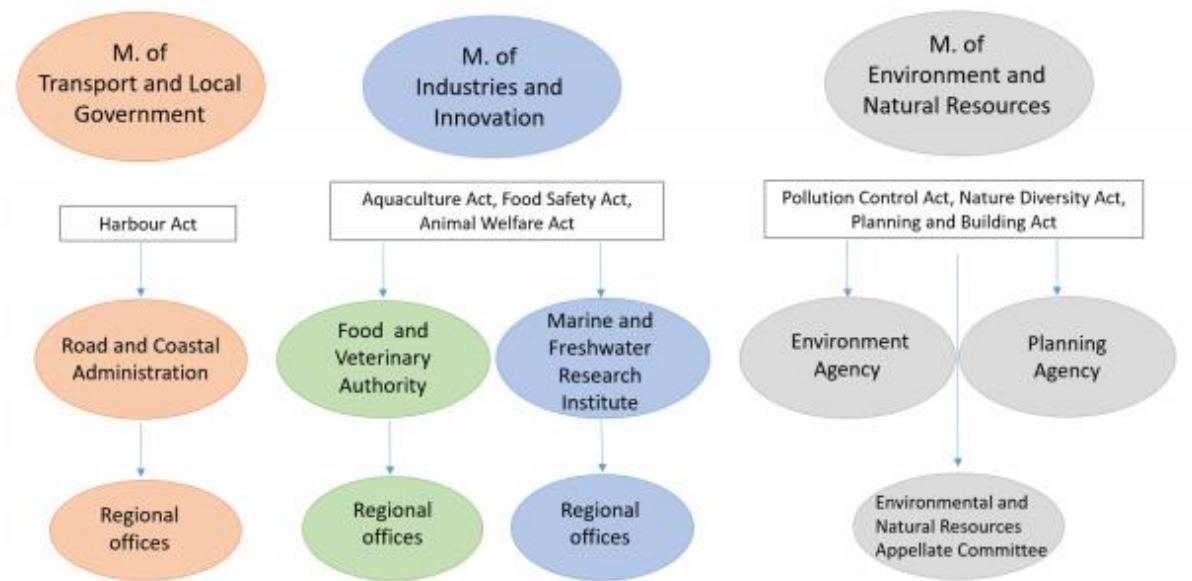 M. of
Transport and Local
Government
M. of
Industries and
Innovation
M. of
Environment and
Natural Resources
Harbour Act
Aquaculture Act, Food Safety Act,
Animal Welfare Act
Pollution Control Act, Nature Diversity Act,
Planning and Building Act
Road and Coastal
Administration
Food and
Veterinary
Authority
Marine and
Freshwater
Research
Institute
Environment
Agency
Planning
Agency
Regional
offices
Regional
offices
Regional
offices
Environmental and
Natural Resources
Appellate Committee